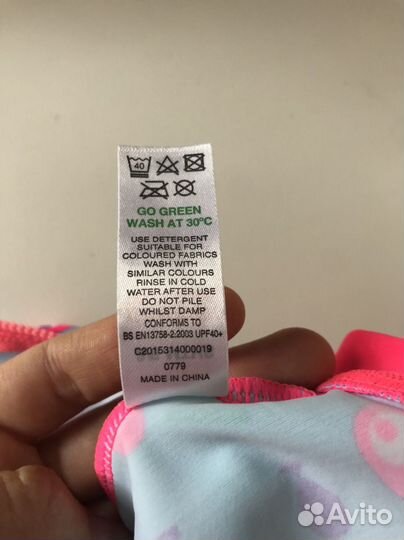 40
GO GREEN
WASH AT 30°C
USE DETERGENT
SUITABLE FOR
COLOURED FABRICS
WASH WITH
SIMILAR COLOURS
RINSE IN COLD
WATER AFTER USE
DO NOT PILE
WHILST DAMP
CONFORMS TO
BS EN13758-2:2003 UPF40+
C2015314000019
0779
MADE IN CHINA
Avito